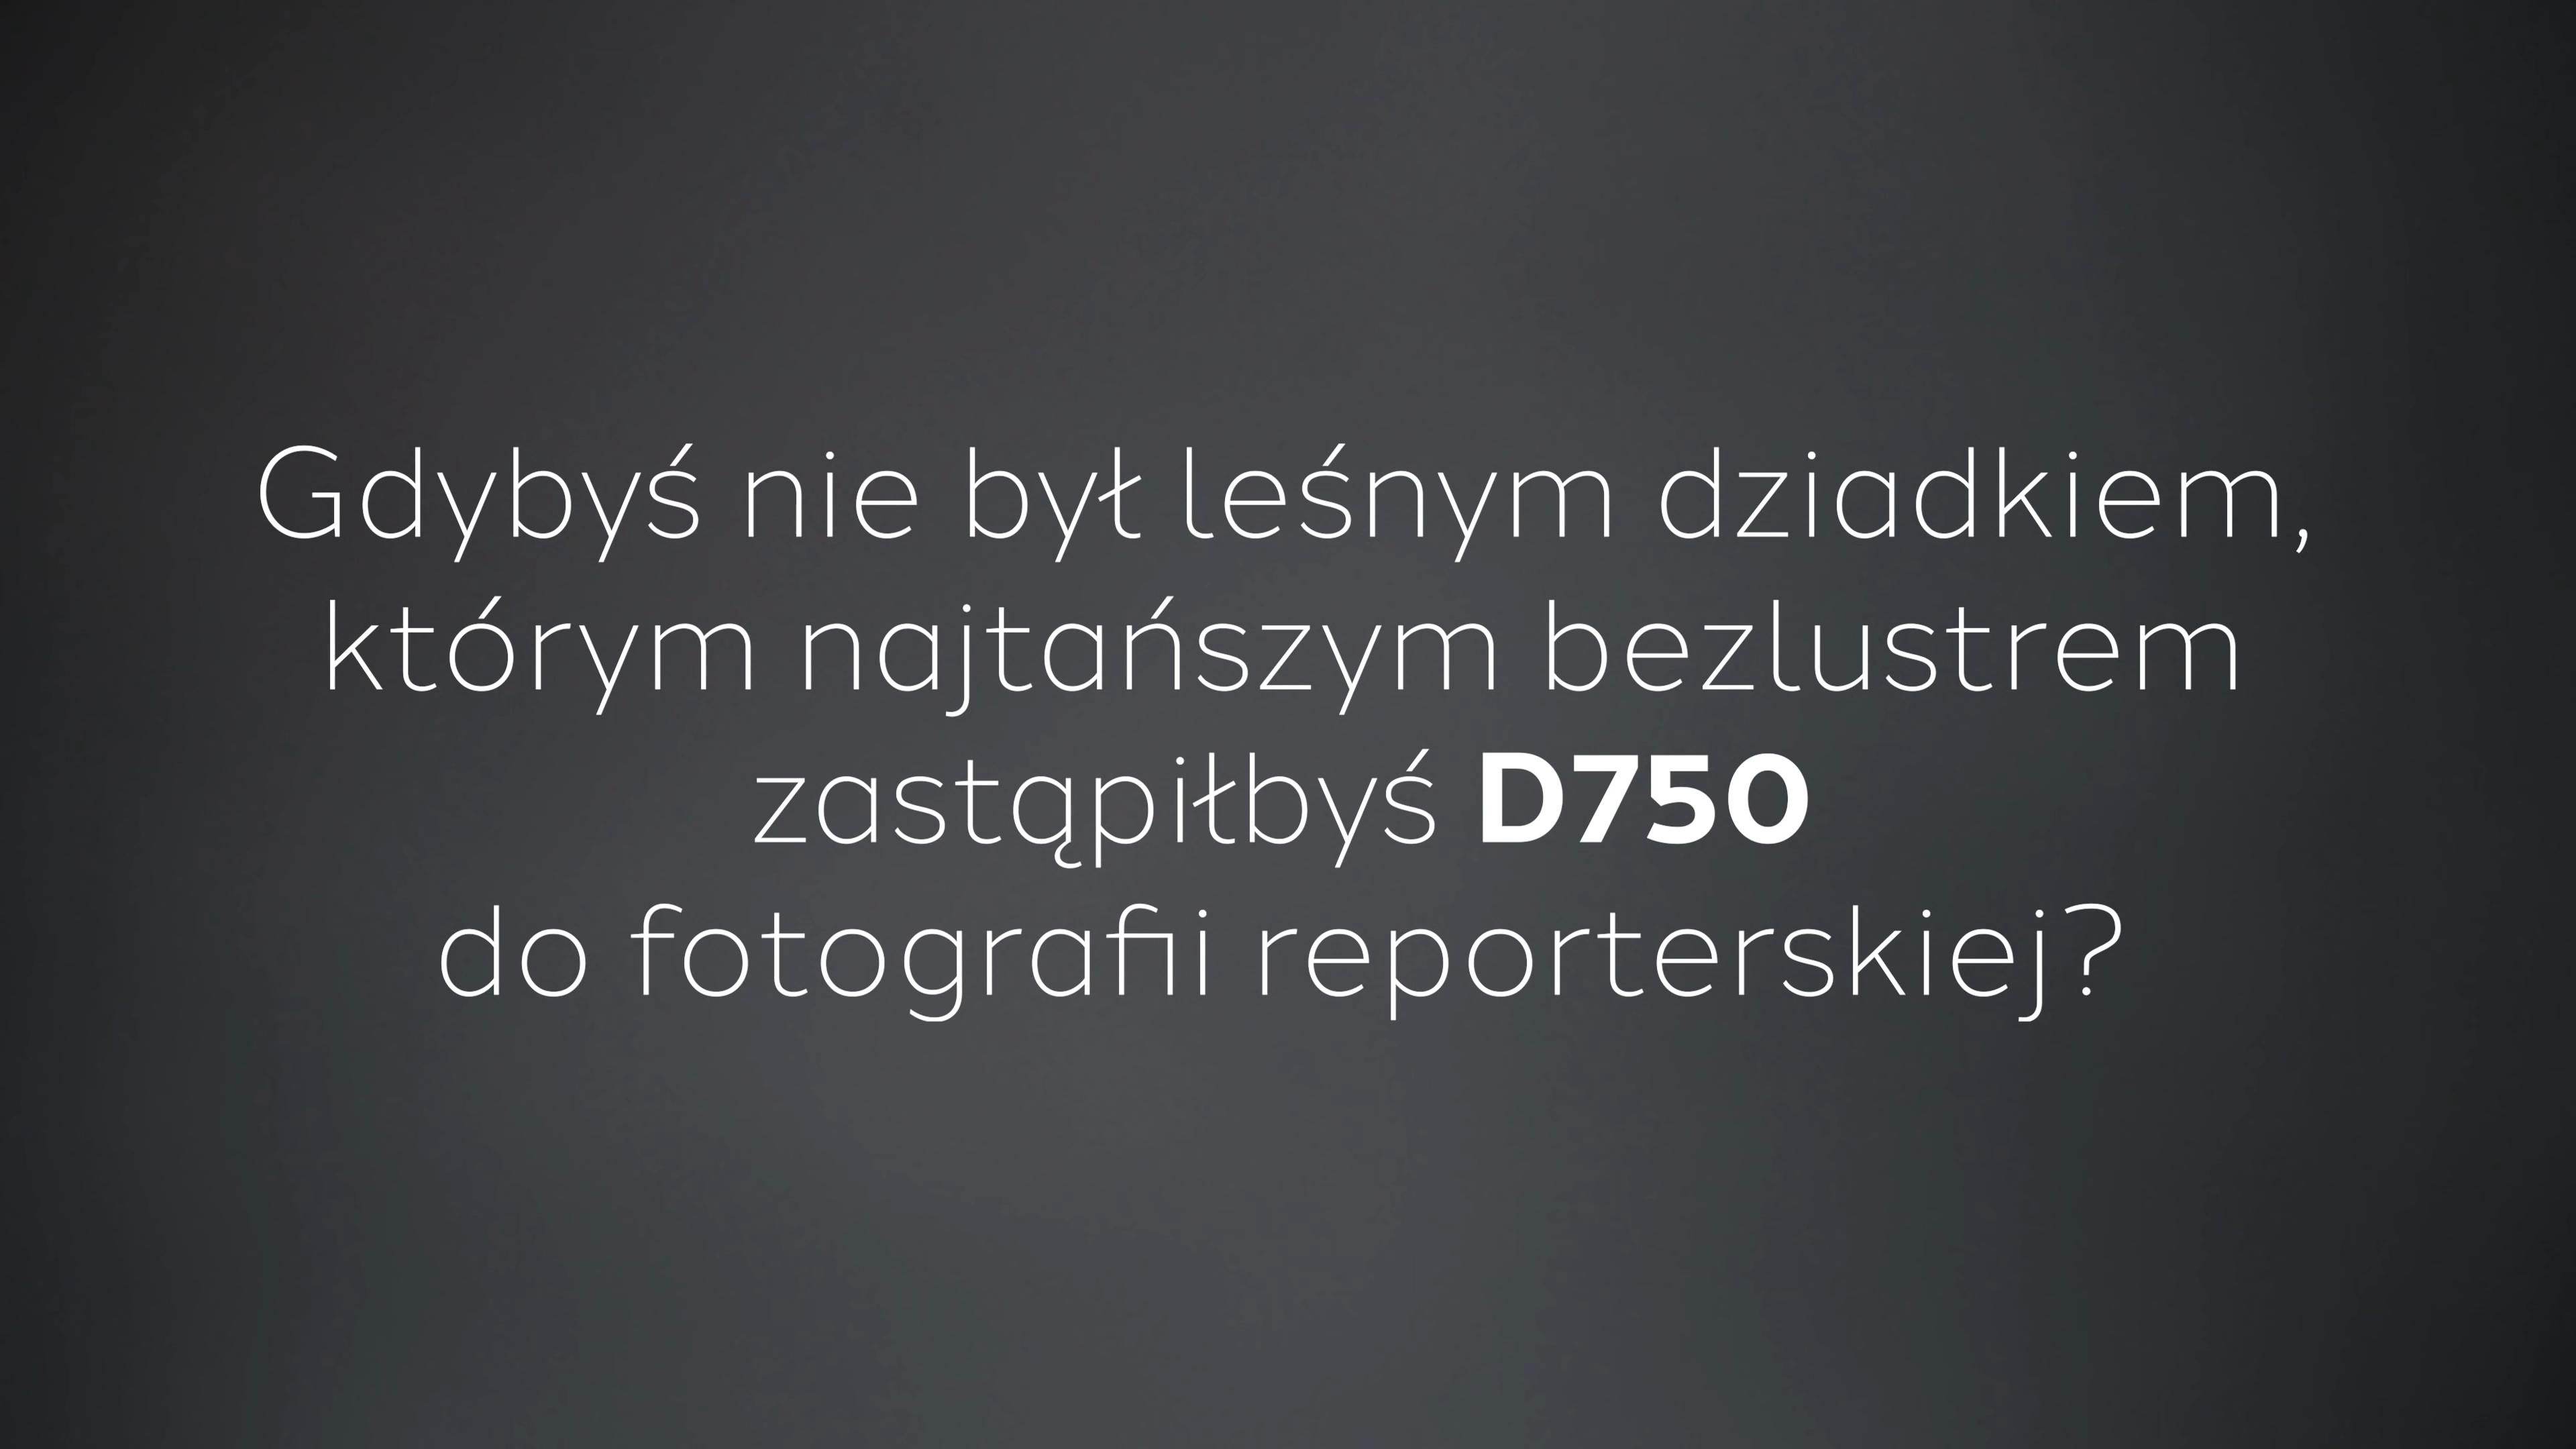 Gdybyś nie był leśnym dziadkiem,
którym najtańszym bezlustrem
zastąpiłbyś D750
do fotografii reporterskiej?